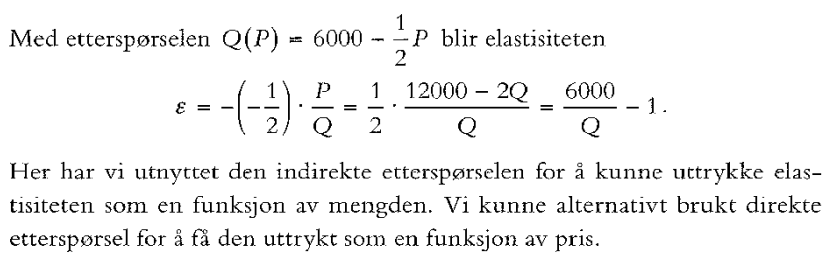 Med etterspørselen Q(P) = 6000 − 1/2 P blir elastisiteten
ε = −(−1/2) · P/Q = 1/2 · (12000 − 2Q)/Q = 6000/Q − 1.
Her har vi utnyttet den indirekte etterspørselen for å kunne uttrykke elas-
tisiteten som en funksjon av mengden. Vi kunne alternativt brukt direkte
etterspørsel for å få den uttrykt som en funksjon av pris.